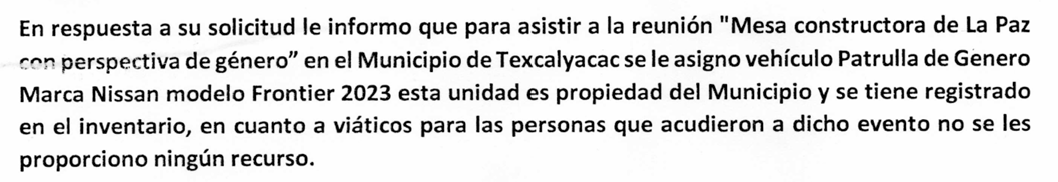 En respuesta a su solicitud le informo que para asistir a la reunión "Mesa constructora de La Paz
con perspectiva de género” en el Municipio de Texcalyacac se le asigno vehículo Patrulla de Genero
Marca Nissan modelo Frontier 2023 esta unidad es propiedad del Municipio y se tiene registrado
en el inventario, en cuanto a viáticos para las personas que acudieron a dicho evento no se les
proporciono ningún recurso.